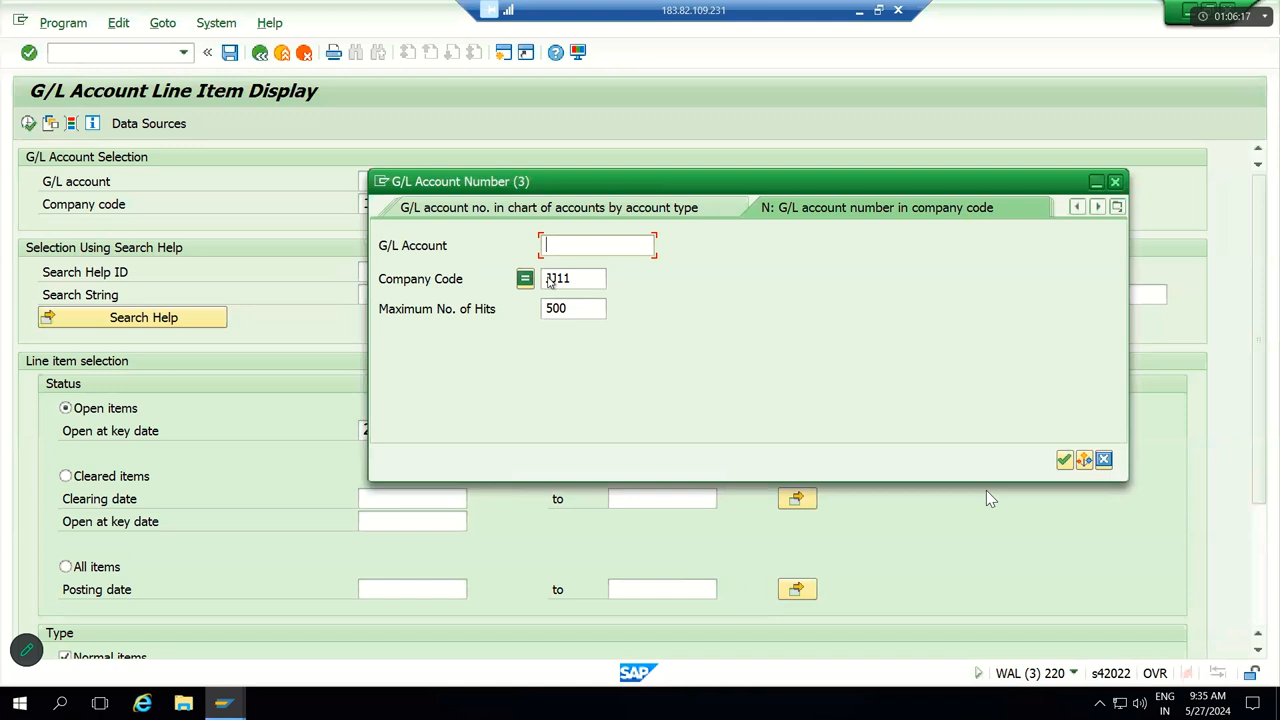 Program Edit Goto System Help
183.82.109.231
01:06:17
G/L Account Line Item Display
Data Sources
G/L Account Selection
G/L account
Company code
Selection Using Search Help
Search Help ID
Search String
Search Help
Line item selection
Status
Open items
Open at key date
Cleared items
Clearing date to
Open at key date
All items
Posting date to
Type
Normal items
G/L Account Number (3)
G/L account no. in chart of accounts by account type
N: G/L account number in company code
G/L Account
Company Code
Maximum No. of Hits 500
SAP
WAL (3) 220 s42022 OVR
ENG 9:35 AM
IN 5/27/2024